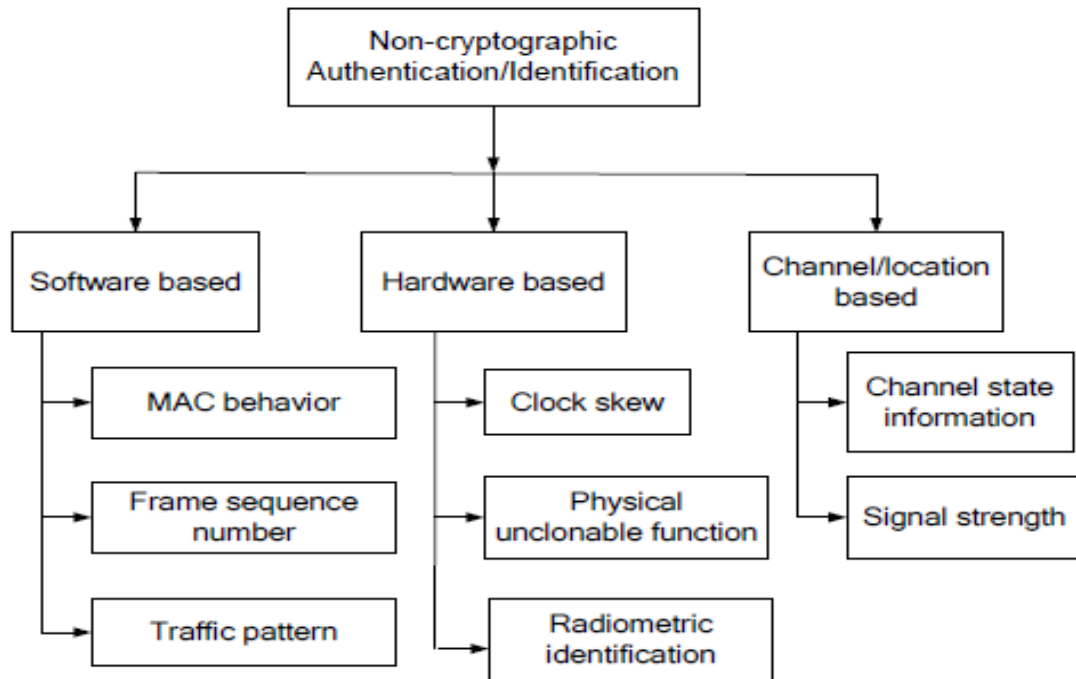 Non-cryptographic
Authentication/Identification
Software based
Hardware based
Channel/location
based
MAC behavior
Clock skew
Channel state
information
Frame sequence
number
Physical
unclonable function
Signal strength
Traffic pattern
Radiometric
identification